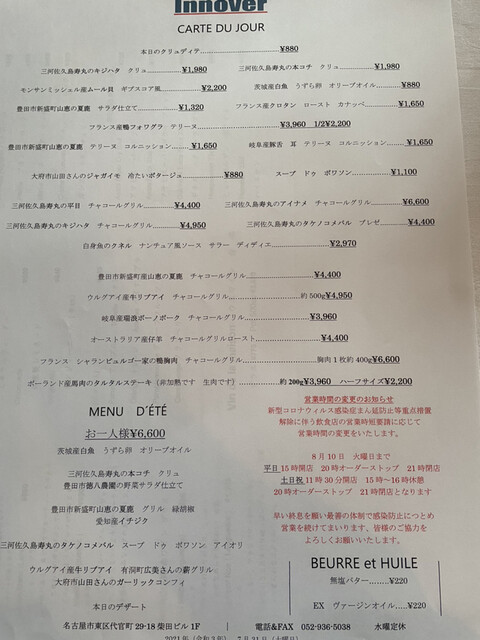 Innover
CARTE DU JOUR
本日のクリュディテ ¥880
三河佐久島寿丸のキジハタ クリュ ¥1,980
三河佐久島寿丸の本コチ クリュ ¥1,980
モンサンミッシェル産ムール貝 ギブスコア風 ¥2,200
茨城産白魚 うずら卵 オリーブオイル ¥1,650
豊田市新盛町山恵の夏鹿 サラダ仕立て ¥1,320
フランス産クロタン ロースト カナッペ ¥1,650
フランス産鴨フォワグラ テリーヌ ¥3,960 1/2¥2,200
豊田市新盛町山恵の夏鹿 テリーヌ コルニッション ¥1,650
岐阜産豚舌 耳 テリーヌ コルニッション ¥1,650
大府市山田さんのジャガイモ 冷たいポタージュ ¥880
スープ ドゥ ポワソン ¥1,100
三河佐久島寿丸の平目 チャコールグリル ¥4,400
三河佐久島寿丸のアイナメ チャコールグリル ¥6,600
三河佐久島寿丸のキジハタ チャコールグリル ¥4,950
三河佐久島寿丸のタケノコメバル ブレゼ ¥4,400
白身魚のクネル ナンチュア風ソース サラー ディディエ ¥2,970
豊田市新盛町産山恵の夏鹿 チャコールグリル ¥4,400
ウルグアイ産牛リブアイ チャコールグリル 約500g¥4,950
岐阜産瑞浪ボーノポーク チャコールグリル ¥3,960
オーストラリア産仔羊 チャコールグリルロースト ¥4,400
フランス シャランビュルゴー家の鴨胸肉 チャコールグリル 胸肉1枚約400g¥6,600
ポーランド産馬肉のタルタルステーキ（非加熱です 生肉です） 約200g¥3,960 ハーフサイズ¥2,200
MENU D'ÉTÉ
お一人様¥6,600
茨城産白魚 うずら卵 オリーブオイル
三河佐久島寿丸の本コチ クリュ
豊田市徳八農園の野菜サラダ仕立て
豊田市新盛町山恵の夏鹿 グリル 緑胡椒
愛知産イチジク
三河佐久島寿丸のタケノコメバル スープ ドゥ ポワソン アイオリ
ウルグアイ産牛リブアイ 有洞町広美さんの薪グリル
大府市山田さんのガーリックコンフィ
本日のデザート
営業時間の変更のお知らせ
新型コロナウィルス感染症まん延防止等重点措置
解除に伴う飲食店の営業時短要請に応じて
営業時間の変更をいたします。
8月10日 火曜日まで
平日 15時開店 20時オーダーストップ 21時閉店
土日祝 11時30分開店 15時～16時休憩
20時オーダーストップ 21時閉店となります
早い終息を願い最善の体制で感染防止につとめ
営業を続けてまいります、皆様のご協力を
よろしくお願いいたします。
BEURRE et HUILE
無塩バター ¥220
EX ヴァージンオイル ¥220
名古屋市東区代官町29-18柴田ビル1F | 電話&FAX 052-936-5038 水曜定休
2021年（令和3年） 7月31日（土曜日）